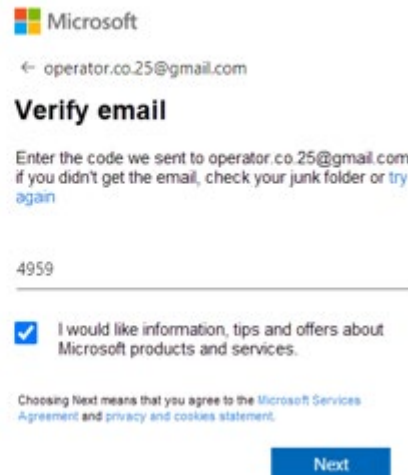 Microsoft
← operator.co.25@gmail.com
Verify email
Enter the code we sent to operator.co.25@gmail.com
if you didn't get the email, check your junk folder or try
again
4959
I would like information, tips and offers about
Microsoft products and services.
Choosing Next means that you agree to the Microsoft Services
Agreement and privacy and cookies statement.
Next